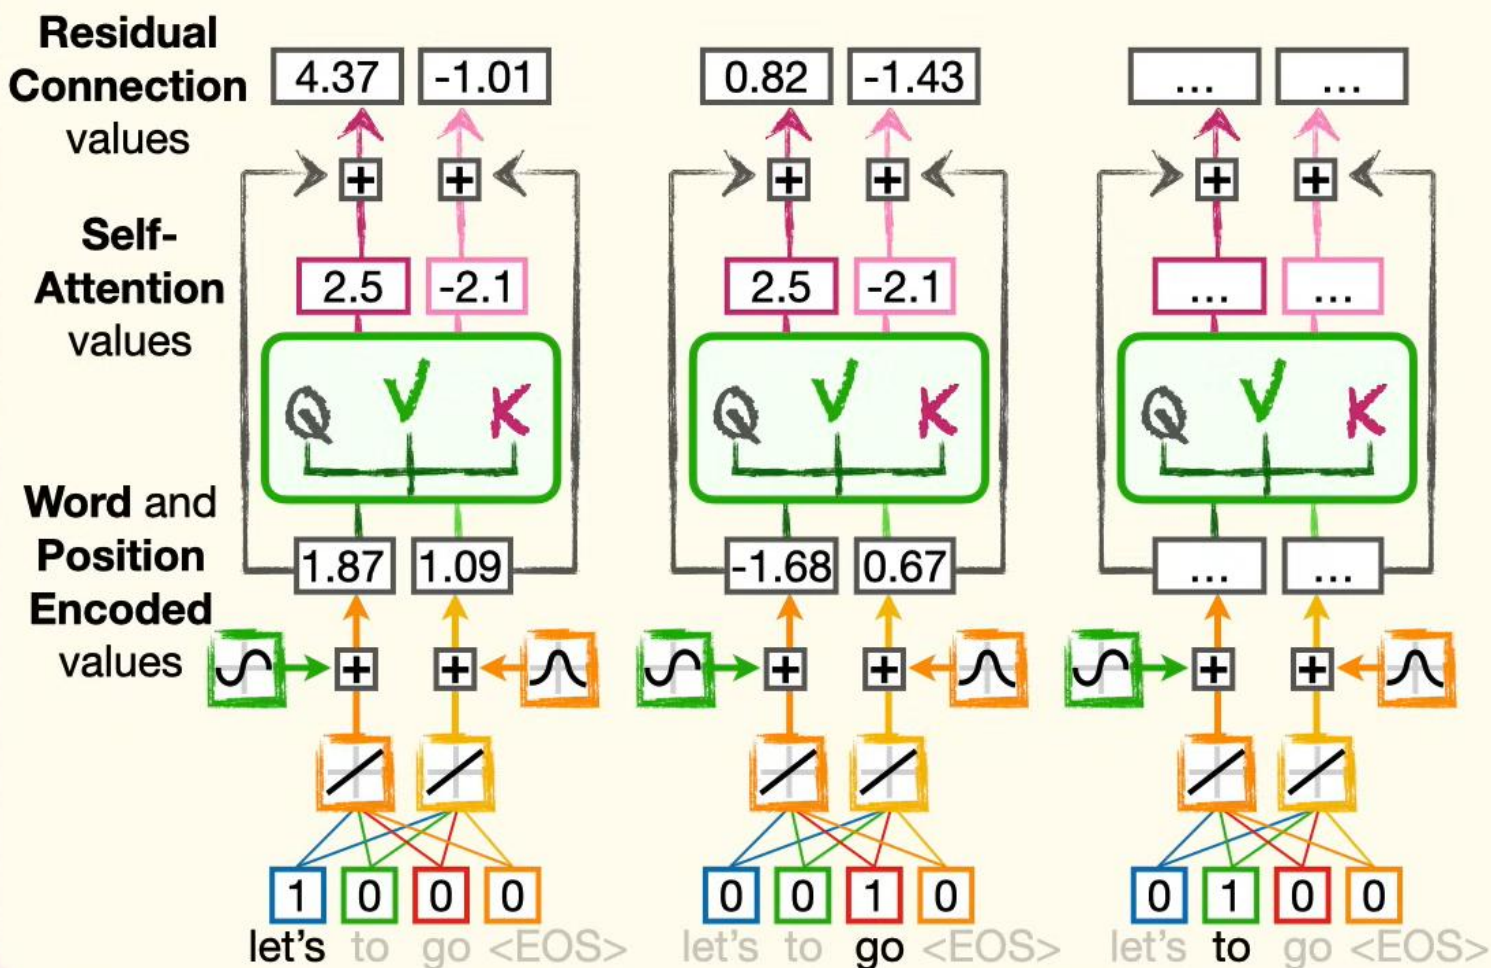 Residual
Connection
values
4.37 -1.01 0.82 -1.43 ... ...
+ + + + + +
Self-
Attention
values
2.5 -2.1 2.5 -2.1 ... ...
Q V K Q V K Q V K
Word and
Position
Encoded
values
1.87 1.09 -1.68 0.67 ... ...
+ + + + + +
1 0 0 0 0 0 1 0 0 1 0 0
let's to go <EOS> let's to go <EOS> let's to go <EOS>